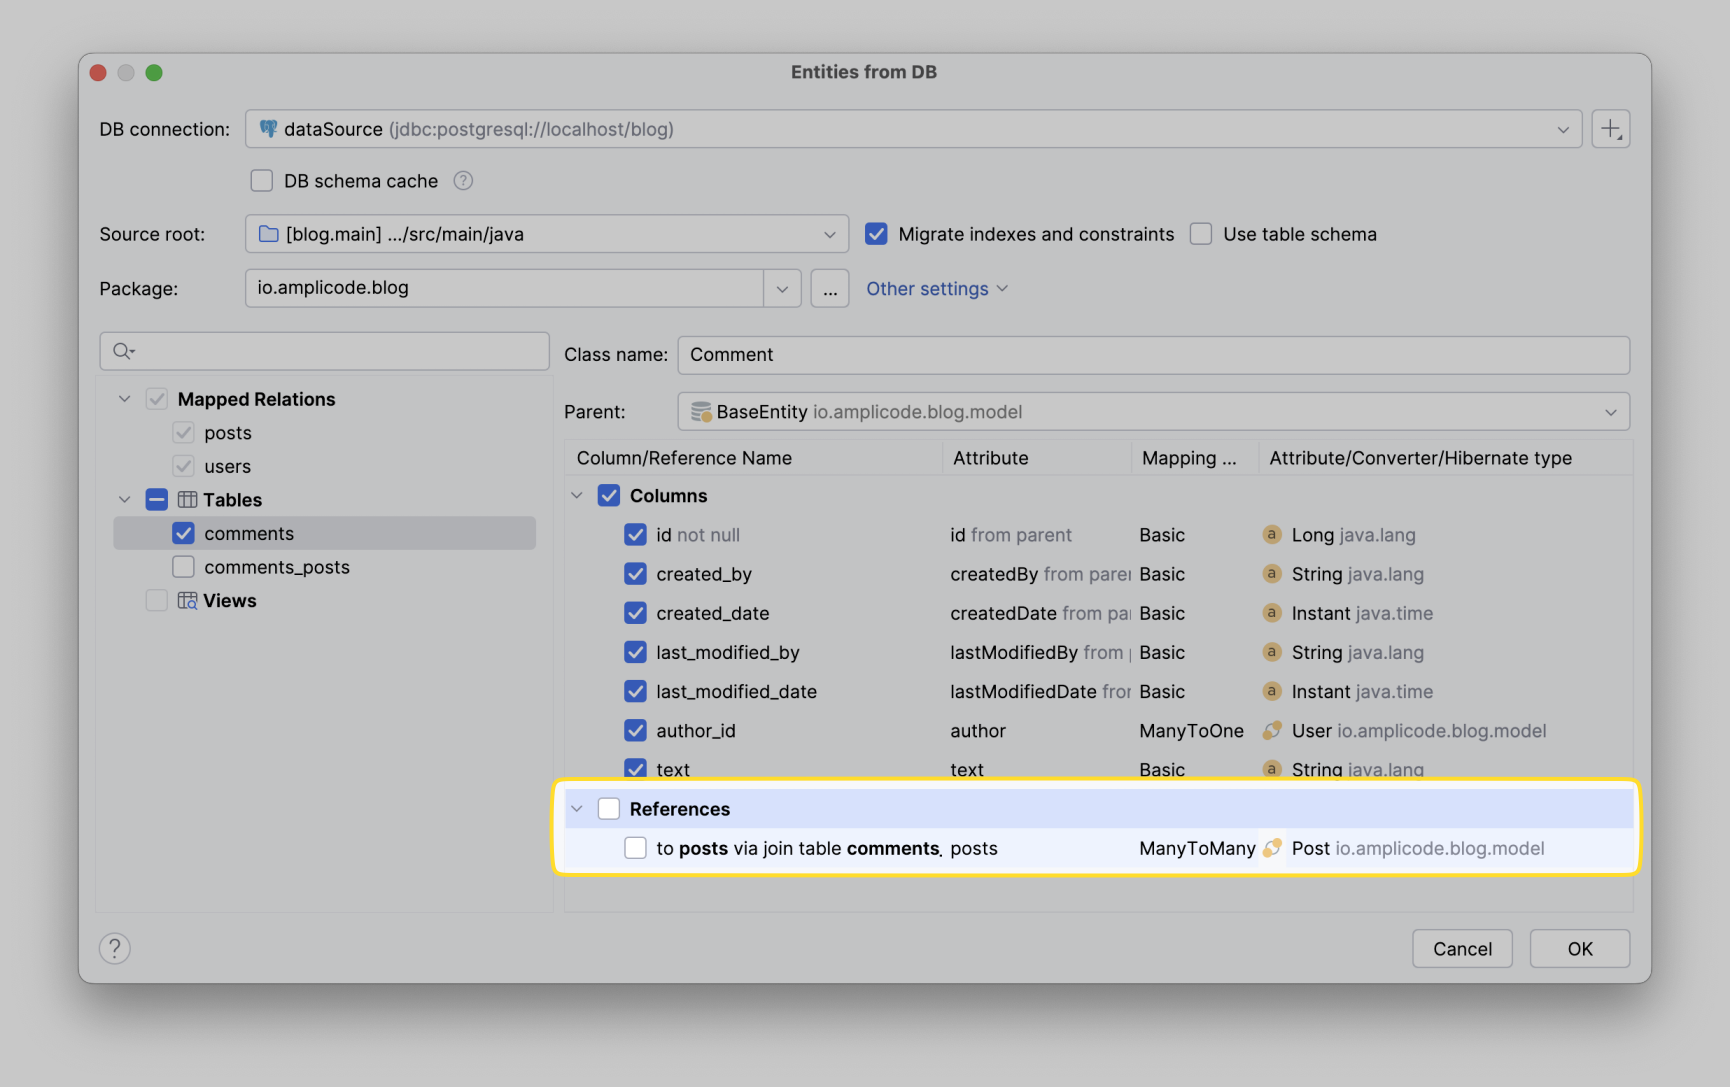 Entities from DB
DB connection: dataSource (jdbc:postgresql://localhost/blog)
DB schema cache ?
Source root: [blog.main] .../src/main/java Migrate indexes and constraints Use table schema
Package: io.amplicode.blog ... Other settings
Class name: Comment
Parent: BaseEntity io.amplicode.blog.model
Mapped Relations
posts
users
Tables
comments
comments_posts
Views
Column/Reference Name Attribute Mapping ... Attribute/Converter/Hibernate type
Columns
id not null id from parent Basic a Long java.lang
created_by createdBy from parer Basic a String java.lang
created_date createdDate from pa Basic a Instant java.time
last_modified_by lastModifiedBy from Basic a String java.lang
last_modified_date lastModifiedDate fror Basic a Instant java.time
author_id author ManyToOne User io.amplicode.blog.model
text text Basic a String java.lang
References
to posts via join table comments_ posts ManyToMany Post io.amplicode.blog.model
? Cancel OK